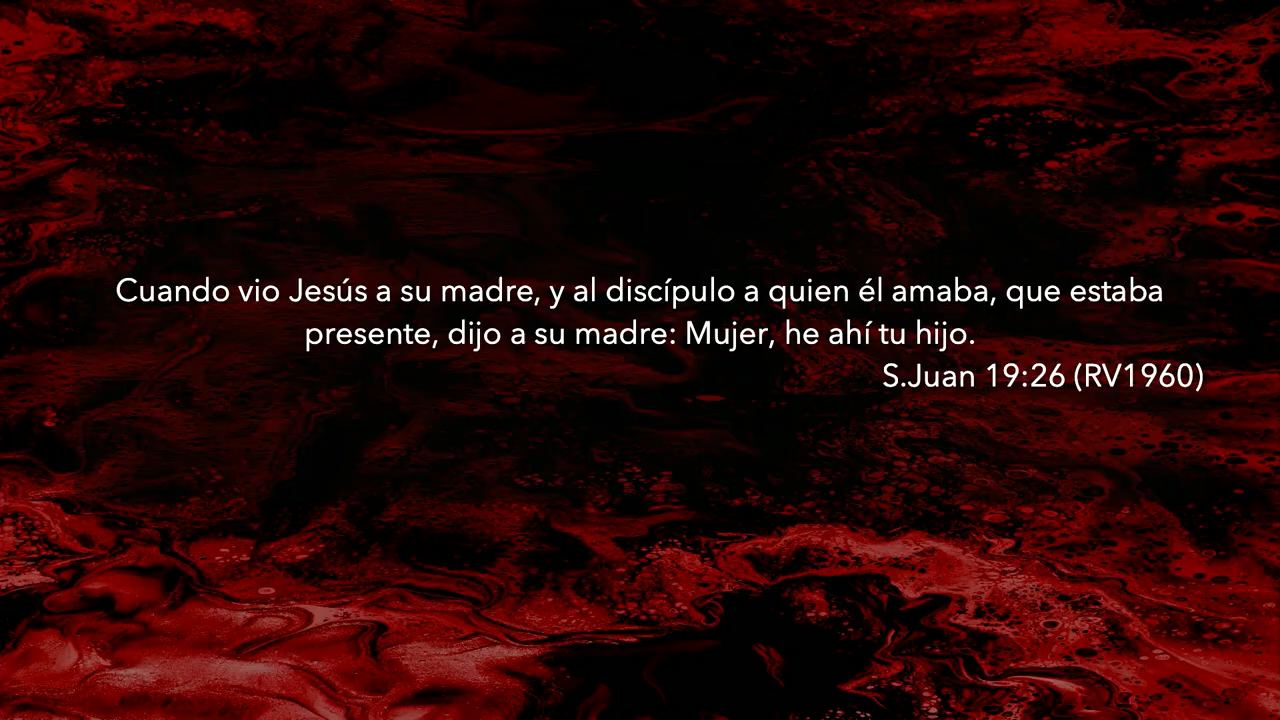 Cuando vio Jesús a su madre, y al discípulo a quien él amaba, que estaba
presente, dijo a su madre: Mujer, he ahí tu hijo.
S.Juan 19:26 (RV1960)